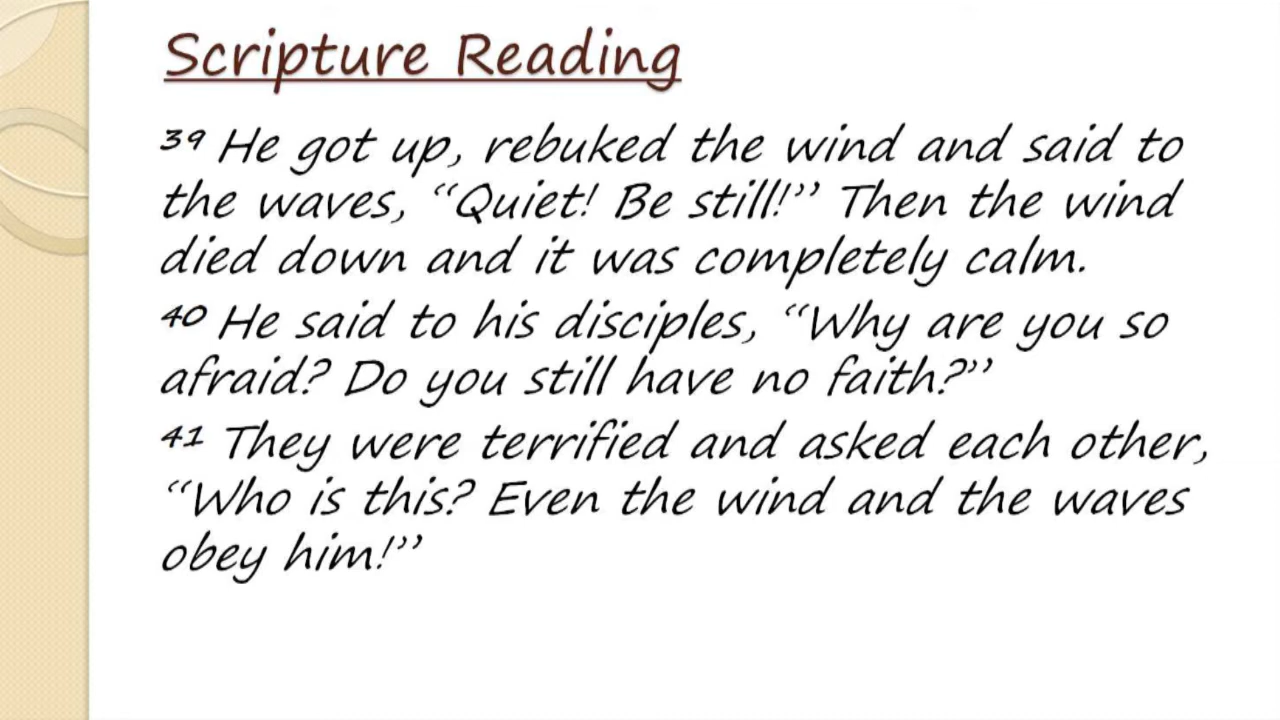 Scripture Reading
³⁹ He got up, rebuked the wind and said to
the waves, “Quiet! Be still!” Then the wind
died down and it was completely calm.
⁴⁰ He said to his disciples, “Why are you so
afraid? Do you still have no faith?”
⁴¹ They were terrified and asked each other,
“Who is this? Even the wind and the waves
obey him!”